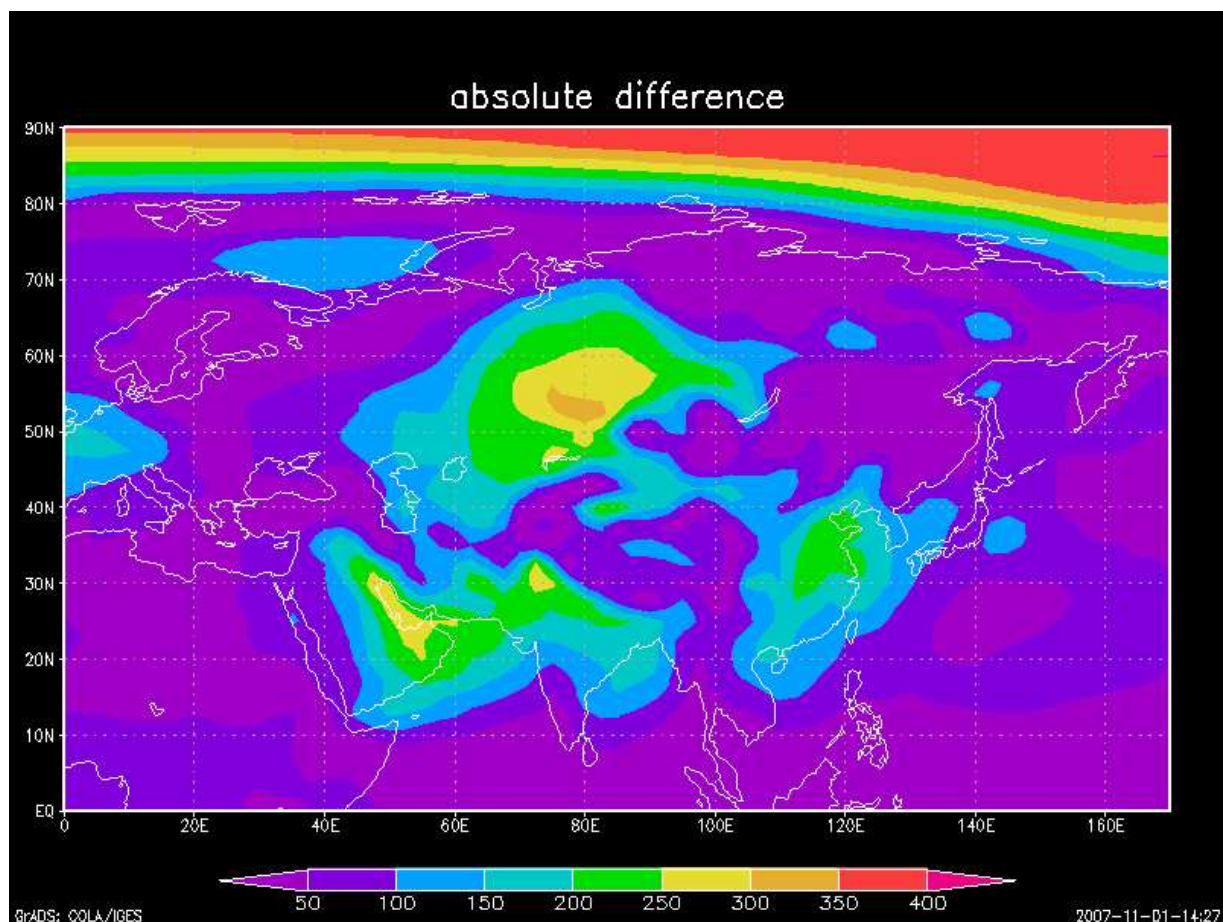 absolute difference
90N
80N
70N
60N
50N
40N
30N
20N
10N
EQ
0 20E 40E 60E 80E 100E 120E 140E 160E
50 100 150 200 250 300 350 400
GrADS: COLA/IGES 2007-11-01-14:27